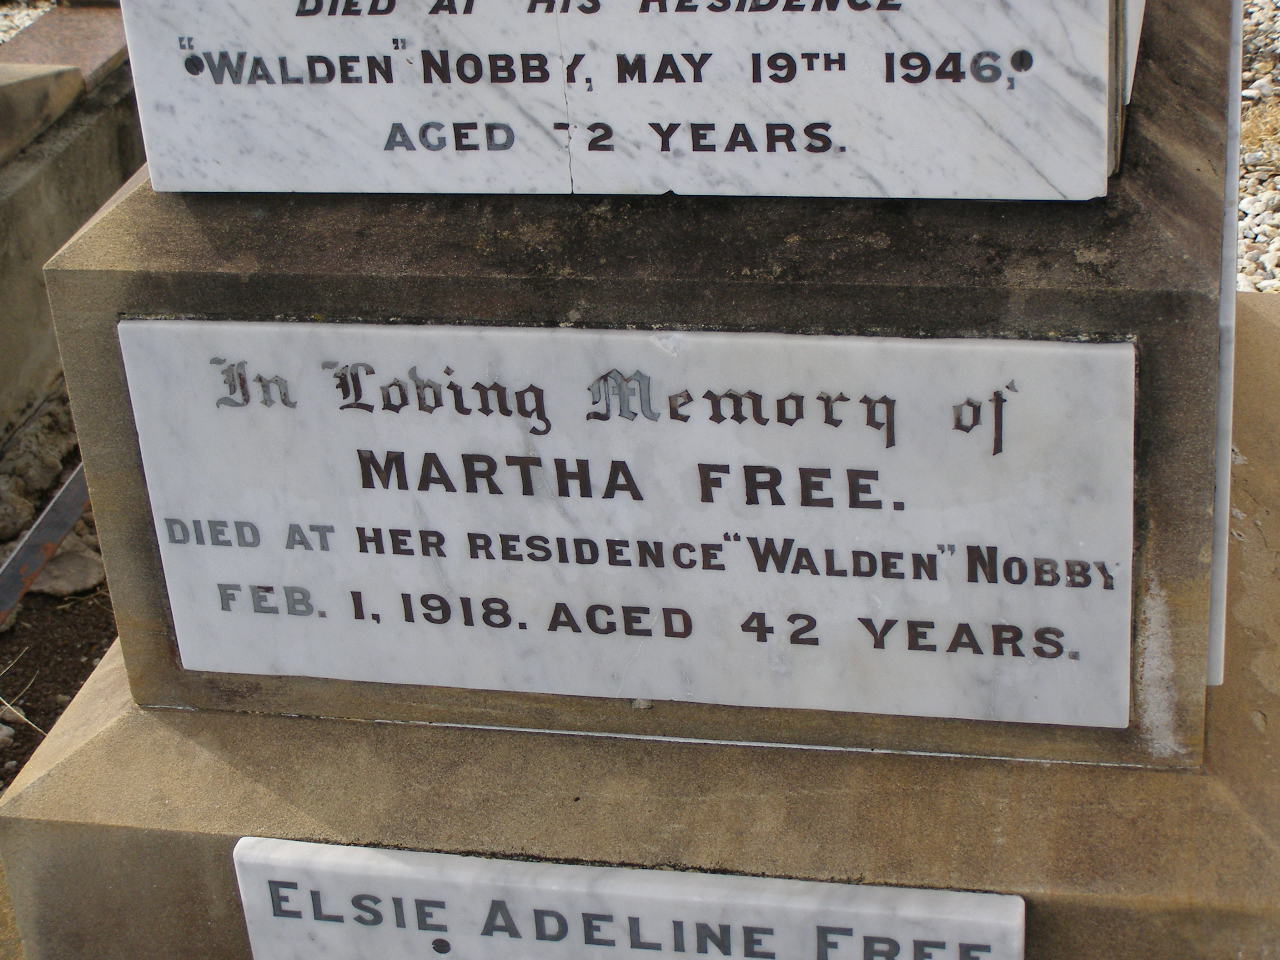 DIED AT HIS RESIDENCE
"WALDEN" NOBBY, MAY 19TH 1946,
AGED 72 YEARS.
In Loving Memory of
MARTHA FREE.
DIED AT HER RESIDENCE "WALDEN" NOBBY
FEB. 1, 1918. AGED 42 YEARS.
ELSIE ADELINE FREE